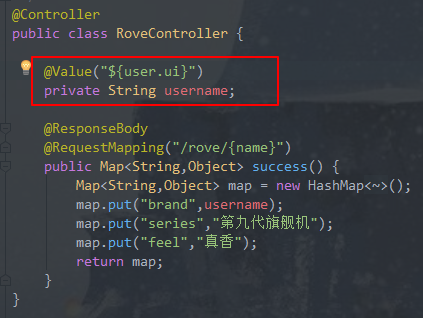 @Controller
public class RoveController {
@Value("${user.ui}")
private String username;
@ResponseBody
@RequestMapping("/rove/{name}")
public Map<String,Object> success() {
Map<String,Object> map = new HashMap<~>();
map.put("brand",username);
map.put("series","第九代旗舰机");
map.put("feel","真香");
return map;
}
}